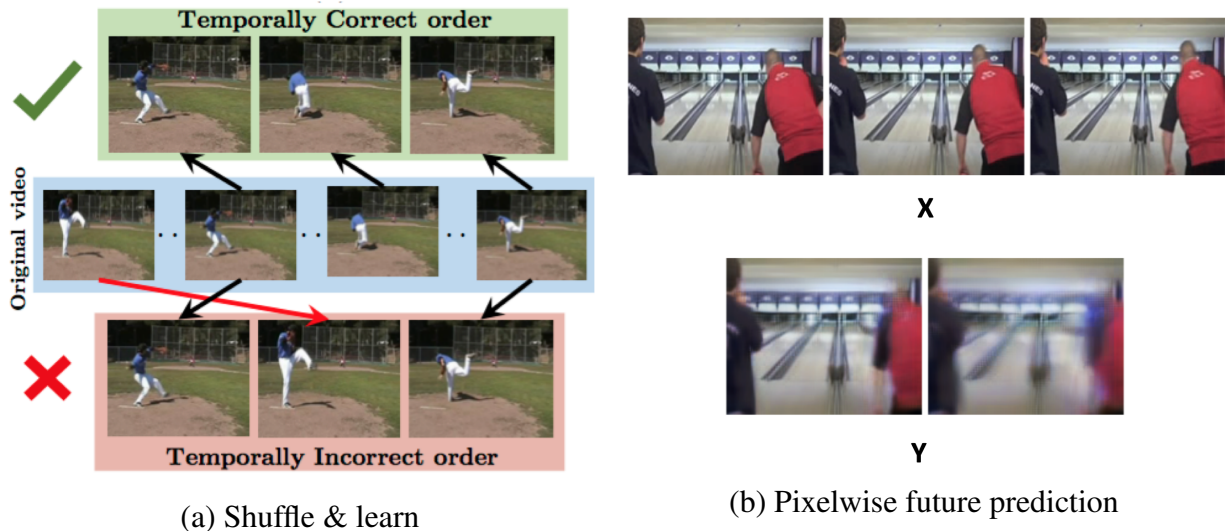 Temporally Correct order
Original video
Temporally Incorrect order
(a) Shuffle & learn
X
Y
(b) Pixelwise future prediction